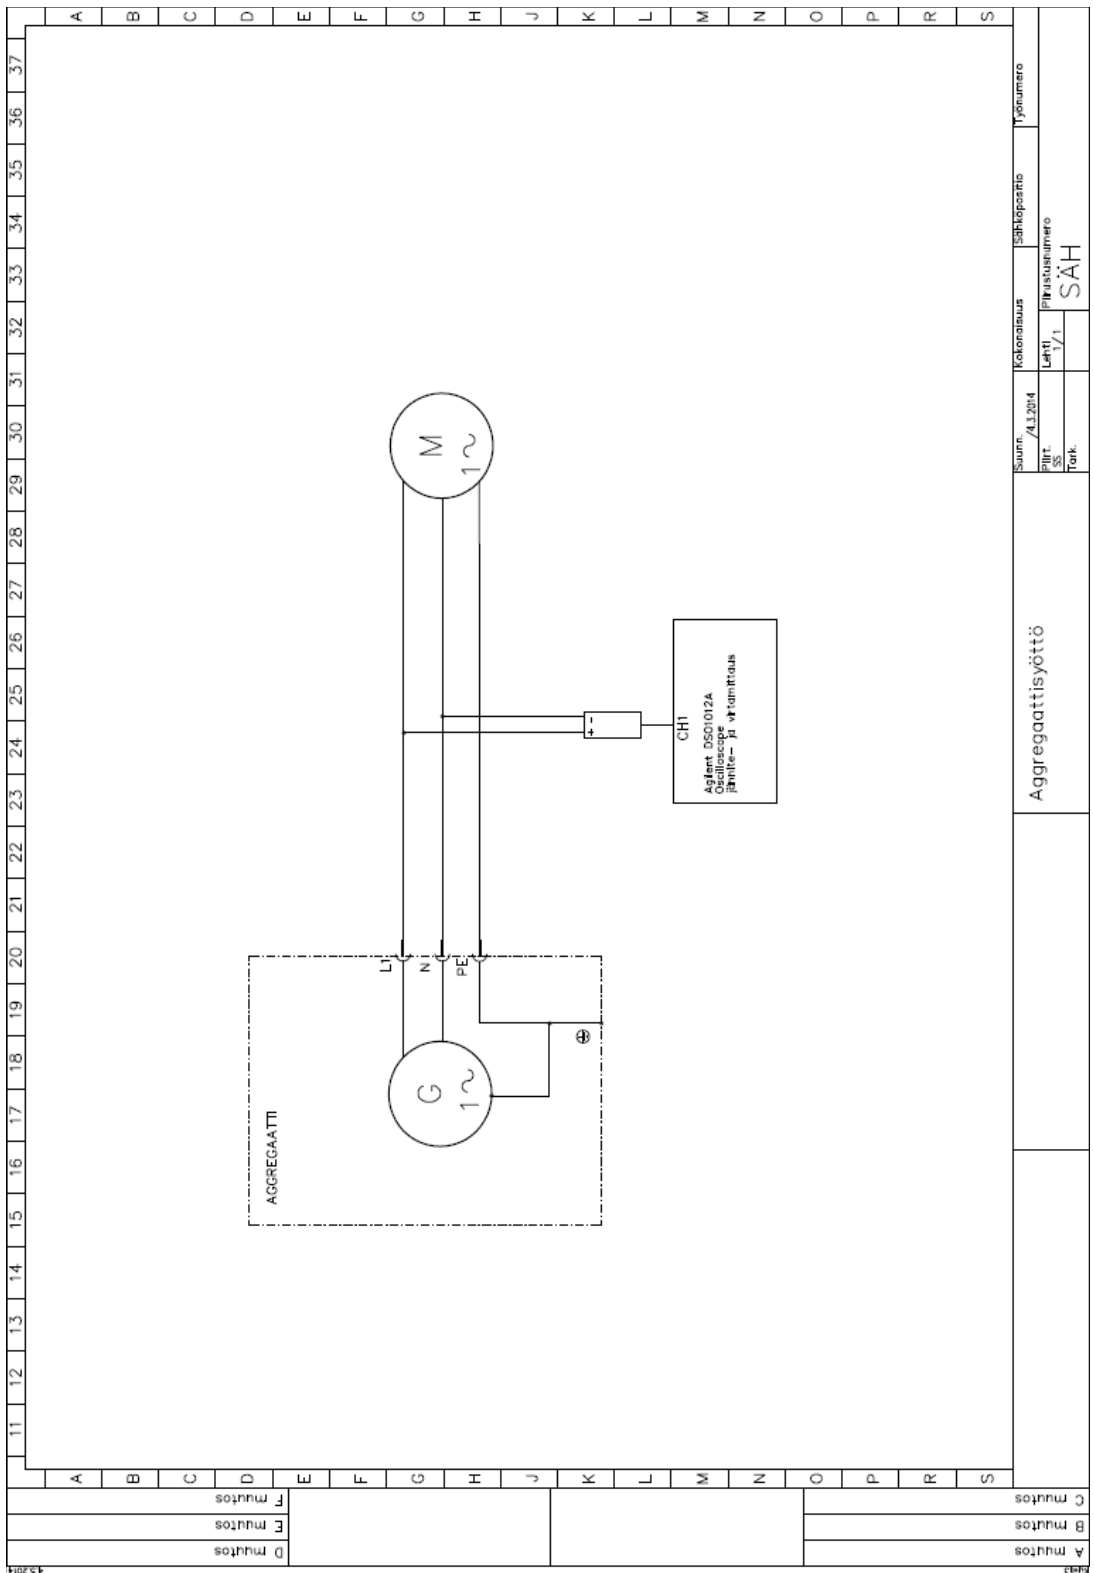 A B C D E F G H J K L M N O P R S
37
36
35
34
33
32
31
30
29
28
27
26
25
24
23
22
21
20
19
18
17
16
15
14
13
12
11
A B C D E F G H J K L M N O P R S
AGGREGAATTI
G
1~
L1
N
PE
M
1~
+ -
CH1
Agilent DSO1012A
Oscilloscope
jännite- ja virtamittaus
Aggregaattisyöttö
Suunn.
/4.3.2014
Piirt.
SS
Tark.
Kokonaisuus
Lehti
1/1
Sähköpositio
Piirustusnumero
SÄH
Työnumero
F muutos
E muutos
D muutos
C muutos
B muutos
A muutos